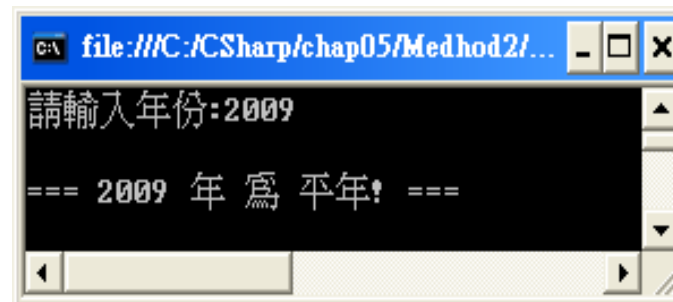 file:///C:/CSharp/chap05/Medhod2/...
請輸入年份:2009
=== 2009 年 爲 平年! ===